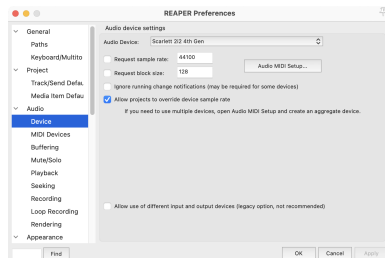 REAPER Preferences
General
Paths
Keyboard/Multito
Project
Track/Send Defau
Media Item Defau
Audio
Device
MIDI Devices
Buffering
Mute/Solo
Playback
Seeking
Recording
Loop Recording
Rendering
Appearance
Find
Audio device settings
Audio Device: Scarlett 2i2 4th Gen
Request sample rate: 44100
Request block size: 128
Audio MIDI Setup...
Ignore running change notifications (may be required for some devices)
Allow projects to override device sample rate
If you need to use multiple devices, open Audio MIDI Setup and create an aggregate device.
Allow use of different input and output devices (legacy option, not recommended)
OK Cancel Apply